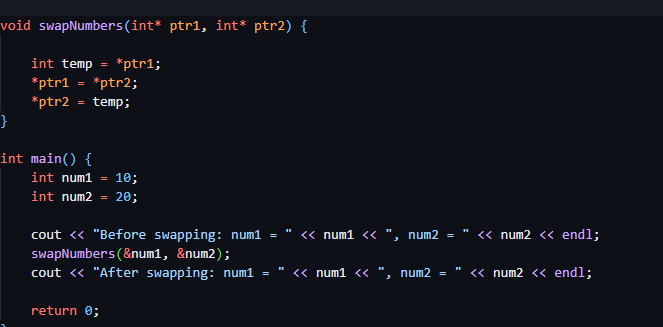 void swapNumbers(int* ptr1, int* ptr2) {
int temp = *ptr1;
*ptr1 = *ptr2;
*ptr2 = temp;
}
int main() {
int num1 = 10;
int num2 = 20;
cout << "Before swapping: num1 = " << num1 << ", num2 = " << num2 << endl;
swapNumbers(&num1, &num2);
cout << "After swapping: num1 = " << num1 << ", num2 = " << num2 << endl;
return 0;
}